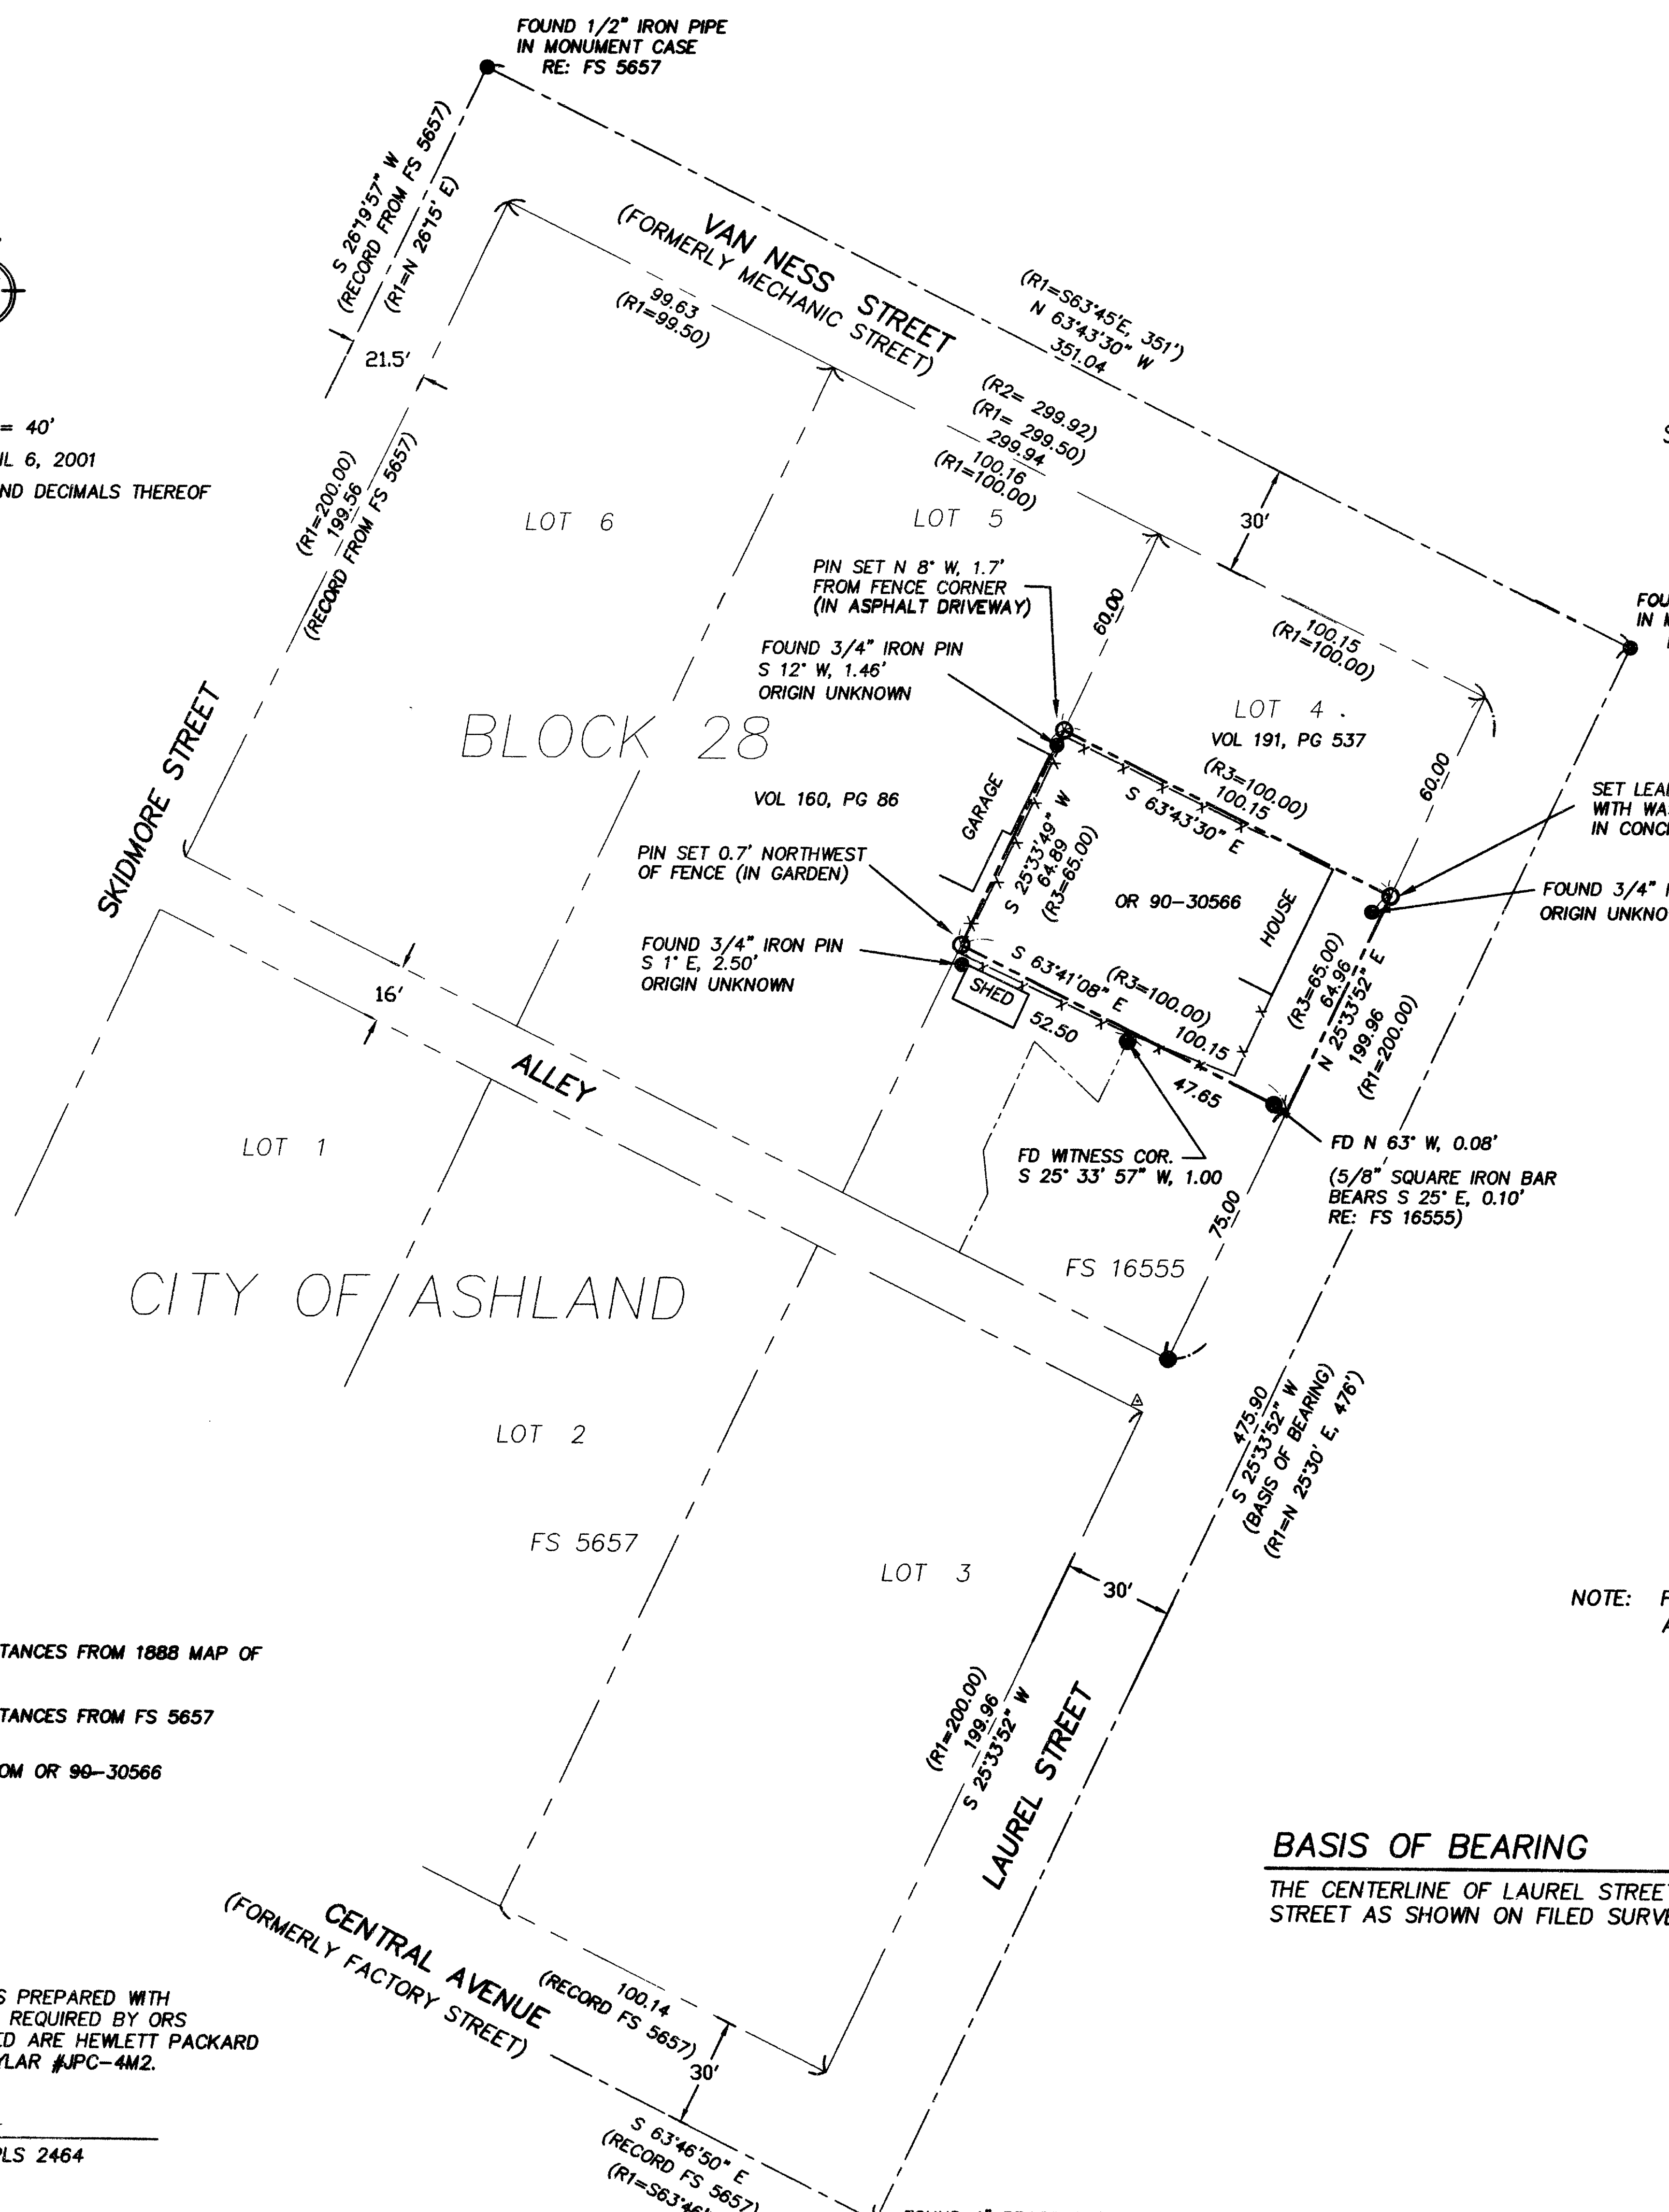 FOUND 1/2" IRON PIPE
IN MONUMENT CASE
RE: FS 5657
S 26°19'57" W
(RECORD FROM FS 5657)
(R1=N 26°15' E)
21.5'
VAN NESS STREET
(FORMERLY MECHANIC STREET)
99.63
(R1=99.50)
(R1=S63°45'E, 351')
N 63°43'30" W
351.04
(R2= 299.92)
(R1= 299.50)
299.94
100.16
(R1=100.00)
= 40'
IL 6, 2001
ND DECIMALS THEREOF
(R1=200.00)
199.56
(RECORD FROM FS 5657)
LOT 6
LOT 5
30'
PIN SET N 8° W, 1.7'
FROM FENCE CORNER
(IN ASPHALT DRIVEWAY)
60.00
100.15
(R1=100.00)
FOU
FOUND 3/4" IRON PIN
S 12° W, 1.46'
ORIGIN UNKNOWN
SKIDMORE STREET
BLOCK 28
LOT 4
VOL 191, PG 537
60.00
VOL 160, PG 86
GARAGE
(R3=100.00)
100.15
S 63°43'30" E
SET LEA
WITH WA
IN CONC
S 25°33'49" W
64.89
(R3=65.00)
PIN SET 0.7' NORTHWEST
OF FENCE (IN GARDEN)
OR 90-30566
HOUSE
FOUND 3/4"
ORIGIN UNKNO
FOUND 3/4" IRON PIN
S 1° E, 2.50'
ORIGIN UNKNOWN
SHED
S 63°41'08" E
(R3=100.00)
100.15
52.50
47.65
(R3=65.00)
64.96
N 25°33'52" E
199.96
(R1=200.00)
16'
ALLEY
LOT 1
FD WITNESS COR.
S 25° 33' 57" W, 1.00
FD N 63° W, 0.08'
(5/8" SQUARE IRON BAR
BEARS S 25° E, 0.10'
RE: FS 16555)
75.00
FS 16555
CITY OF ASHLAND
LOT 2
475.90
S 25°33'52" W
(BASIS OF BEARING)
(R1=N 25°30' E, 476')
FS 5657
LOT 3
30'
NOTE: F
TANCES FROM 1888 MAP OF
TANCES FROM FS 5657
OM OR 90-30566
(R1=200.00)
199.96
S 25°33'52" W
LAUREL STREET
BASIS OF BEARING
THE CENTERLINE OF LAUREL STREET
STREET AS SHOWN ON FILED SURVE
CENTRAL AVENUE
(FORMERLY FACTORY STREET)
100.14
(RECORD FS 5657)
30'
S PREPARED WITH
REQUIRED BY ORS
ED ARE HEWLETT PACKARD
YLAR #JPC-4M2.
PLS 2464
S 63°46'50" E
(RECORD FS 5657)